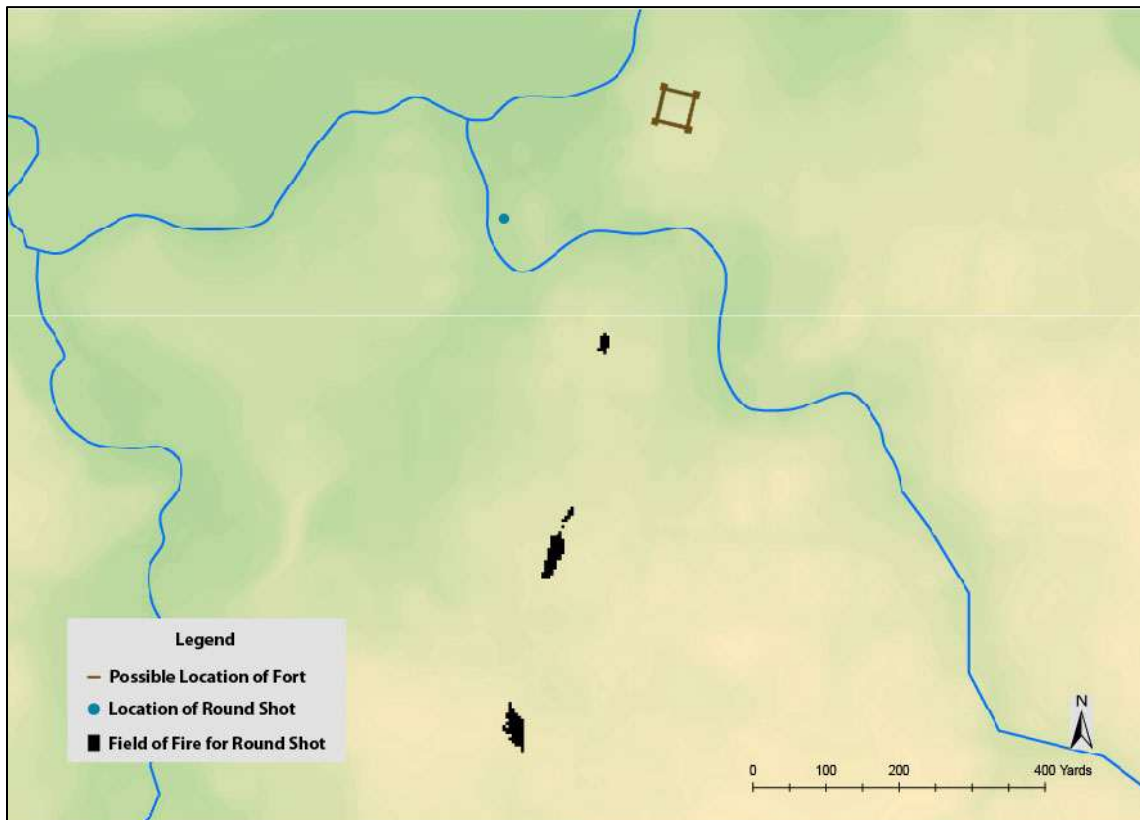 Legend
Possible Location of Fort
Location of Round Shot
Field of Fire for Round Shot
N
0 100 200 400 Yards